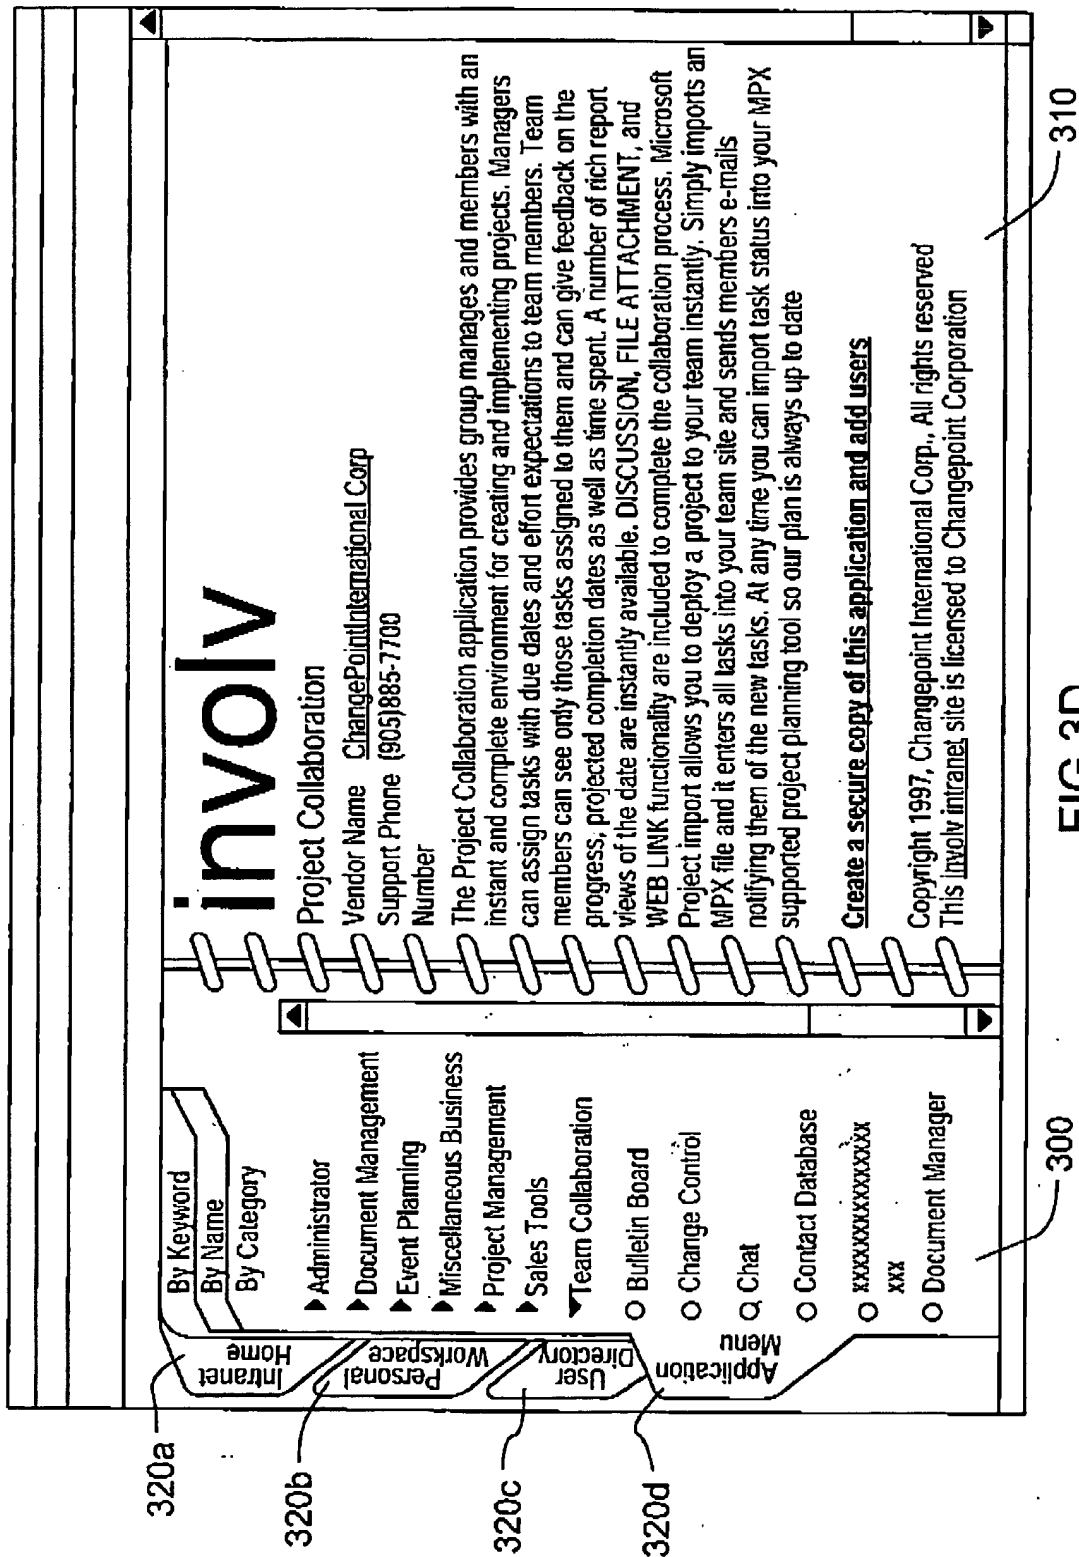 320a
320b
320c
320d
Intranet
Home
Personal
Workspace
User
Directory
Application
Menu
By Keyword
By Name
By Category
Administrator
Document Management
Event Planning
Miscellaneous Business
Project Management
Sales Tools
Team Collaboration
Bulletin Board
Change Control
Chat
Contact Database
xxxxxxxxxxxxxxxxx
xxx
Document Manager
300
involv
Project Collaboration
Vendor Name ChangePointInternational Corp
Support Phone (905)885-7700
Number
The Project Collaboration application provides group manages and members with an
instant and complete environment for creating and implementing projects. Managers
can assign tasks with due dates and effort expectations to team members. Team
members can see only those tasks assigned to them and can give feedback on the
progress, projected completion dates as well as time spent. A number of rich report
views of the date are instantly available. DISCUSSION, FILE ATTACHMENT, and
WEB LINK functionality are included to complete the collaboration process. Microsoft
Project import allows you to deploy a project to your team instantly. Simply imports an
MPX file and it enters all tasks into your team site and sends members e-mails
notifying them of the new tasks. At any time you can import task status into your MPX
supported project planning tool so our plan is always up to date
Create a secure copy of this application and add users
Copyright 1997, Changepoint International Corp., All rights reserved
This Involv intranet site is licensed to Changepoint Corporation
310
FIG. 3D